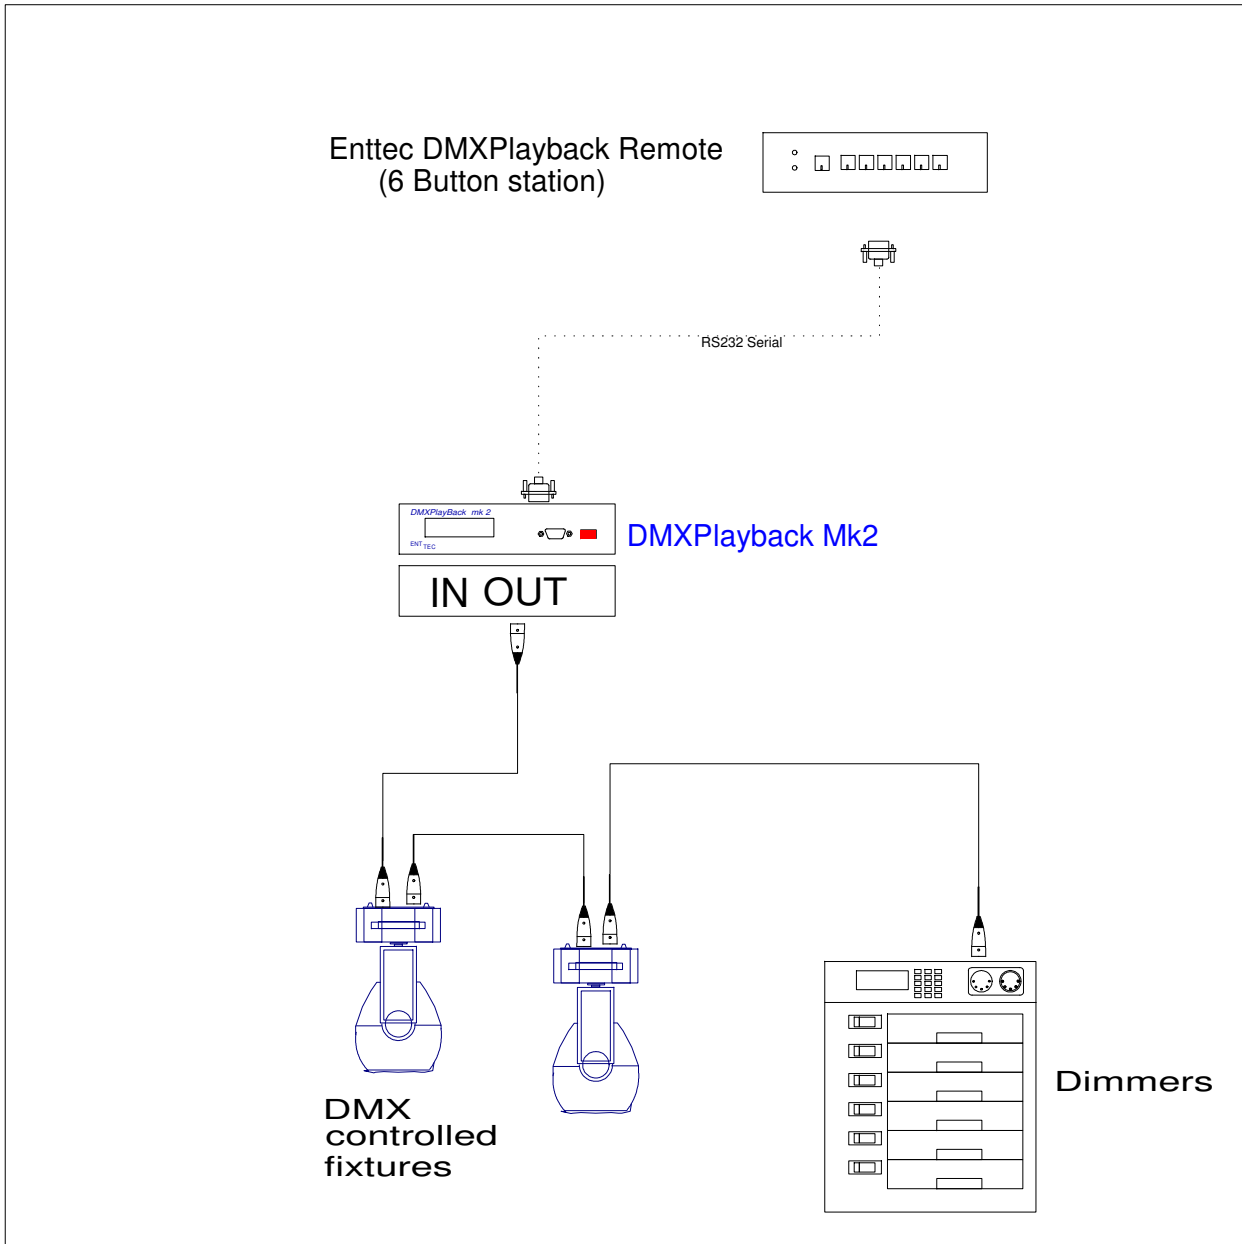 Enttec DMXPlayback Remote
(6 Button station)
RS232 Serial
DMXPlayBack mk 2
ENT TEC
DMXPlayback Mk2
IN OUT
Dimmers
DMX
controlled
fixtures